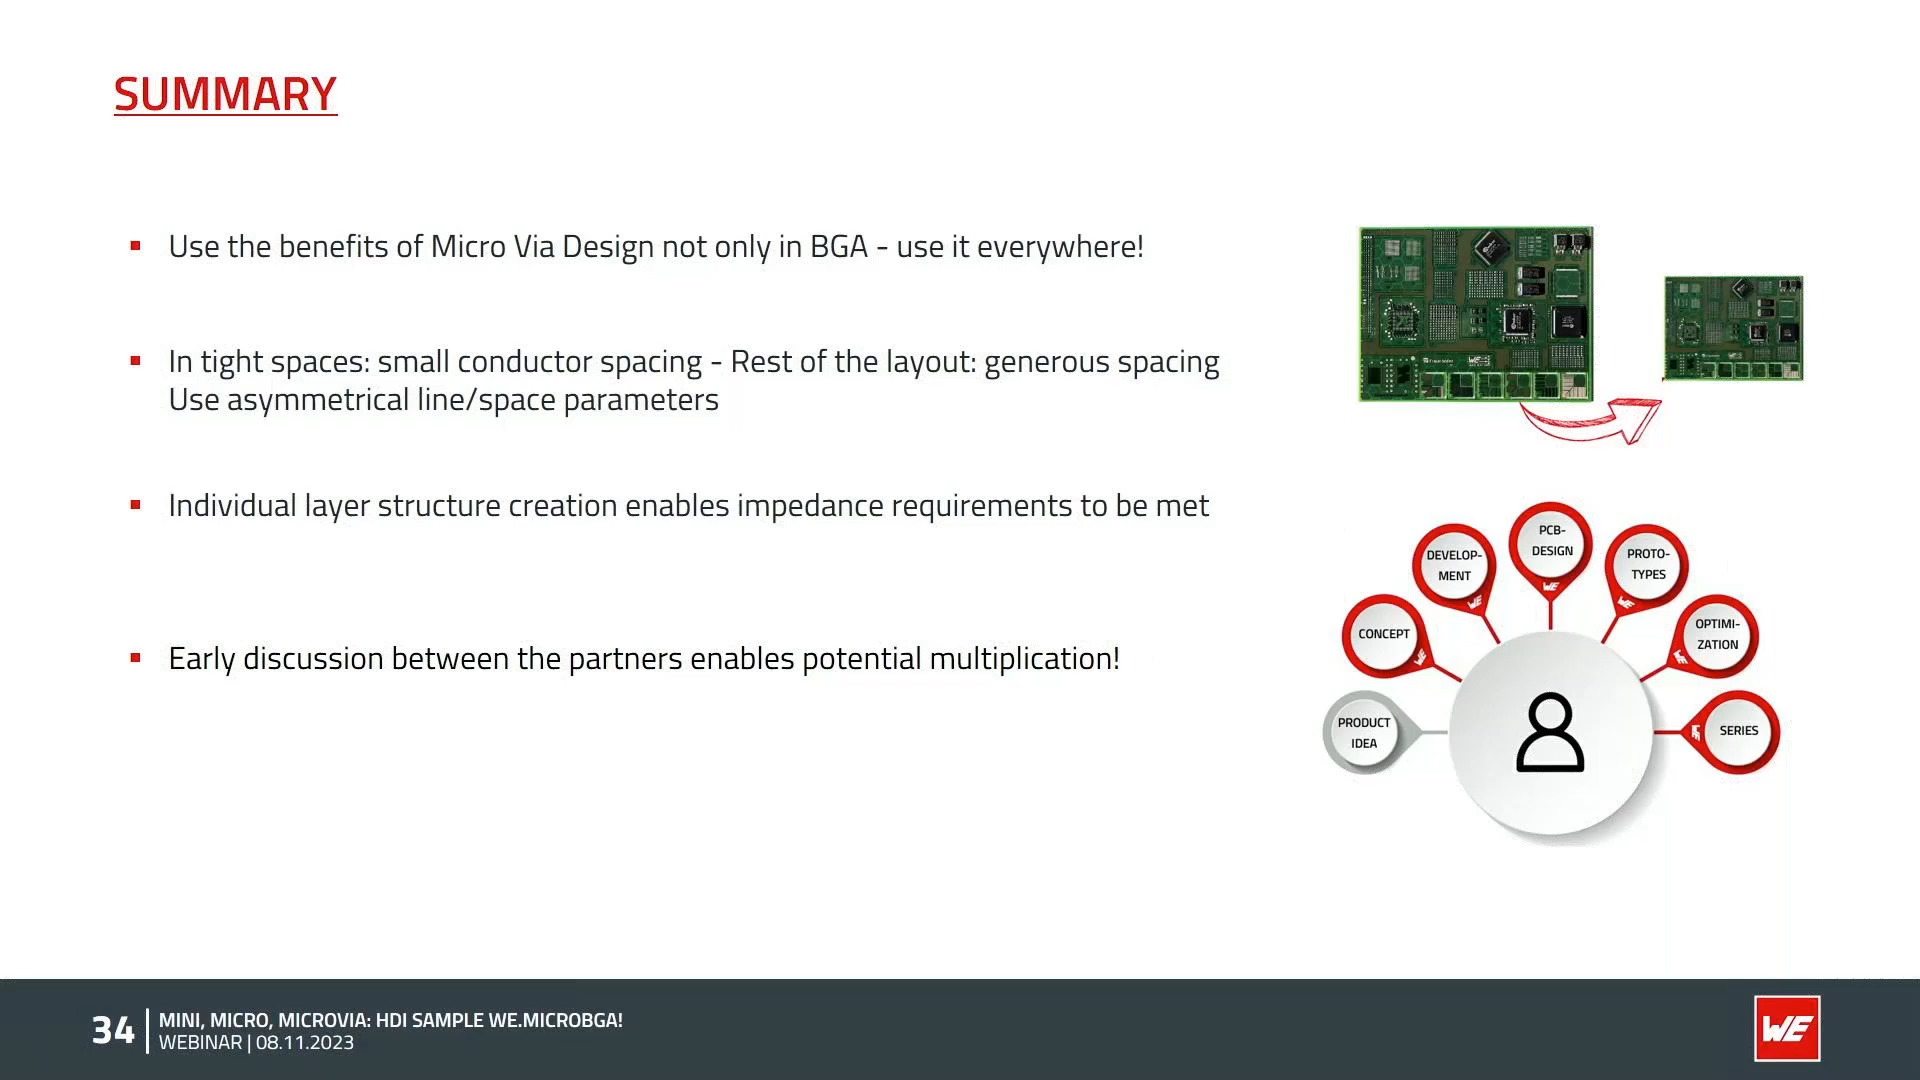 SUMMARY
Use the benefits of Micro Via Design not only in BGA - use it everywhere!
In tight spaces: small conductor spacing - Rest of the layout: generous spacing
Use asymmetrical line/space parameters
Individual layer structure creation enables impedance requirements to be met
Early discussion between the partners enables potential multiplication!
PCB-
DESIGN
DEVELOP-
MENT
PROTO-
TYPES
CONCEPT
OPTIMI-
ZATION
PRODUCT
IDEA
SERIES
34
MINI, MICRO, MICROVIA: HDI SAMPLE WE.MICROBGA!
WEBINAR | 08.11.2023
WE